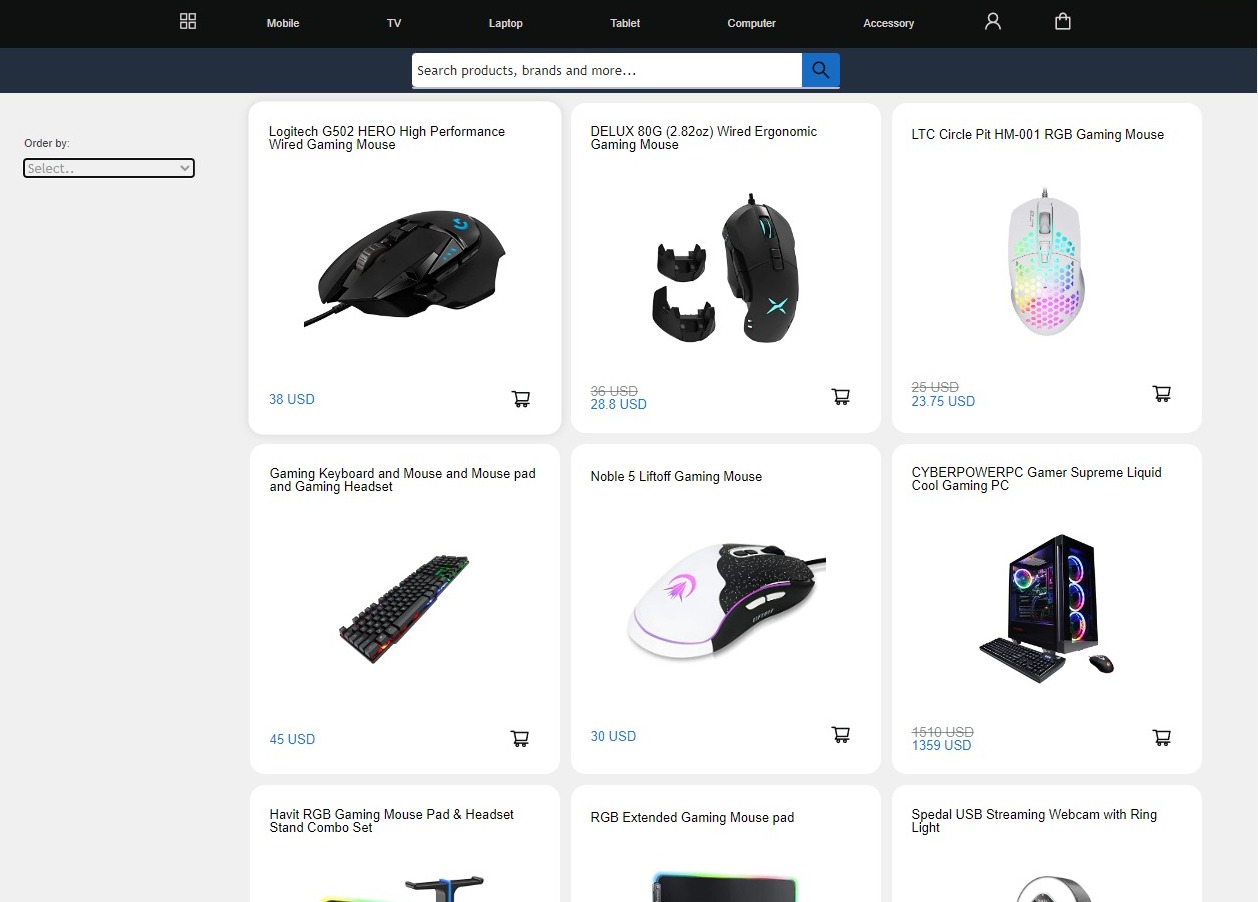 Mobile
TV
Laptop
Tablet
Computer
Accessory
Search products, brands and more...
Order by:
Select..
Logitech G502 HERO High Performance
Wired Gaming Mouse
38 USD
DELUX 80G (2.82oz) Wired Ergonomic
Gaming Mouse
36 USD
28.8 USD
LTC Circle Pit HM-001 RGB Gaming Mouse
25 USD
23.75 USD
Gaming Keyboard and Mouse and Mouse pad
and Gaming Headset
45 USD
Noble 5 Liftoff Gaming Mouse
LIFTOFF
30 USD
CYBERPOWERPC Gamer Supreme Liquid
Cool Gaming PC
1510 USD
1359 USD
Havit RGB Gaming Mouse Pad & Headset
Stand Combo Set
RGB Extended Gaming Mouse pad
Spedal USB Streaming Webcam with Ring
Light